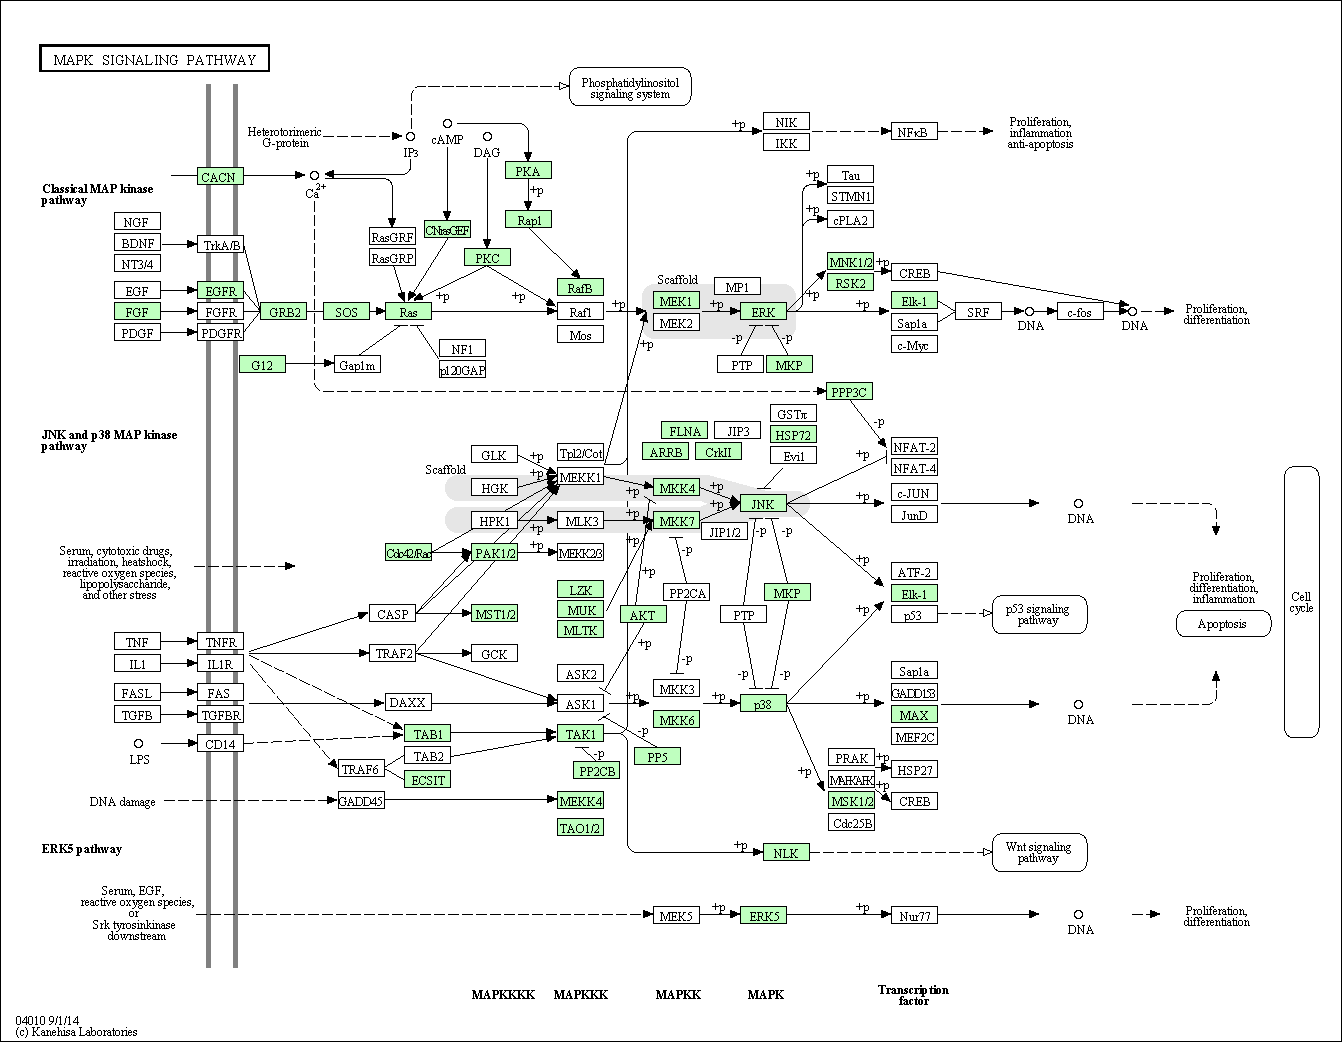 MAPK SIGNALING PATHWAY
Phosphatidylinositol
signaling system
Heterotorimeric
G-protein
IP3
cAMP
DAG
+p
NIK
IKK
NFκB
Proliferation,
inflammation
anti-apoptosis
CACN
Ca2+
PKA
+p
Rap1
Classical MAP kinase
pathway
NGF
BDNF
NT3/4
EGF
FGF
PDGF
TrkA/B
EGFR
FGFR
PDGFR
GRB2
SOS
G12
RasGRF
RasGRP
CNrasGEF
PKC
Ras
+p
+p
Gap1m
NF1
p120GAP
RafB
Raf1
Mos
+p
+p
Scaffold
MEK1
MEK2
MP1
+p
ERK
-p
-p
PTP
MKP
+p
+p
+p
+p
Tau
STMN1
cPLA2
MNK1/2
RSK2
+p
CREB
Elk-1
Sap1a
c-Myc
SRF
DNA
c-fos
DNA
Proliferation,
differentiation
PPP3C
-p
JNK and p38 MAP kinase
pathway
Scaffold
GLK
HGK
HPK1
+p
+p
+p
+p
Tpl2/Cot
MEKK1
MLK3
MEKK2/3
FLNA
JIP3
ARRB
CrkII
GSTπ
HSP72
Evi1
+p
+p
+p
+p
MKK4
MKK7
+p
+p
JIP1/2
JNK
+p
+p
+p
+p
NFAT-2
NFAT-4
c-JUN
JunD
DNA
Cell
cycle
Serum, cytotoxic drugs,
irradiation, heatshock,
reactive oxygen species,
lipopolysaccharide,
and other stress
Cdc42/Rac
PAK1/2
CASP
MST1/2
TRAF2
GCK
LZK
MUK
MLTK
AKT
+p
+p
-p
PP2CA
-p
-p
-p
PTP
MKP
-p
-p
ATF-2
Elk-1
p53
p53 signaling
pathway
Proliferation,
differentiation,
inflammation
Apoptosis
TNF
IL1
FASL
TGFB
LPS
TNFR
IL1R
FAS
TGFBR
CD14
DAXX
TAB1
TAB2
TRAF6
ECSIT
ASK2
ASK1
TAK1
+p
-p
-p
PP2CB
PP5
MKK3
MKK6
+p
p38
+p
+p
Sap1a
GADD153
MAX
MEF2C
DNA
PRAK
MAPKAPK
MSK1/2
Cdc25B
+p
+p
HSP27
CREB
DNA damage
GADD45
MEKK4
TAO1/2
ERK5 pathway
+p
NLK
Wnt signaling
pathway
Serum, EGF,
reactive oxygen species,
or
Srk tyrosinkinase
downstream
MEK5
+p
ERK5
+p
Nur77
DNA
Proliferation,
differentiation
MAPKKKK
MAPKKK
MAPKK
MAPK
Transcription
factor
04010 9/1/14
(c) Kanehisa Laboratories